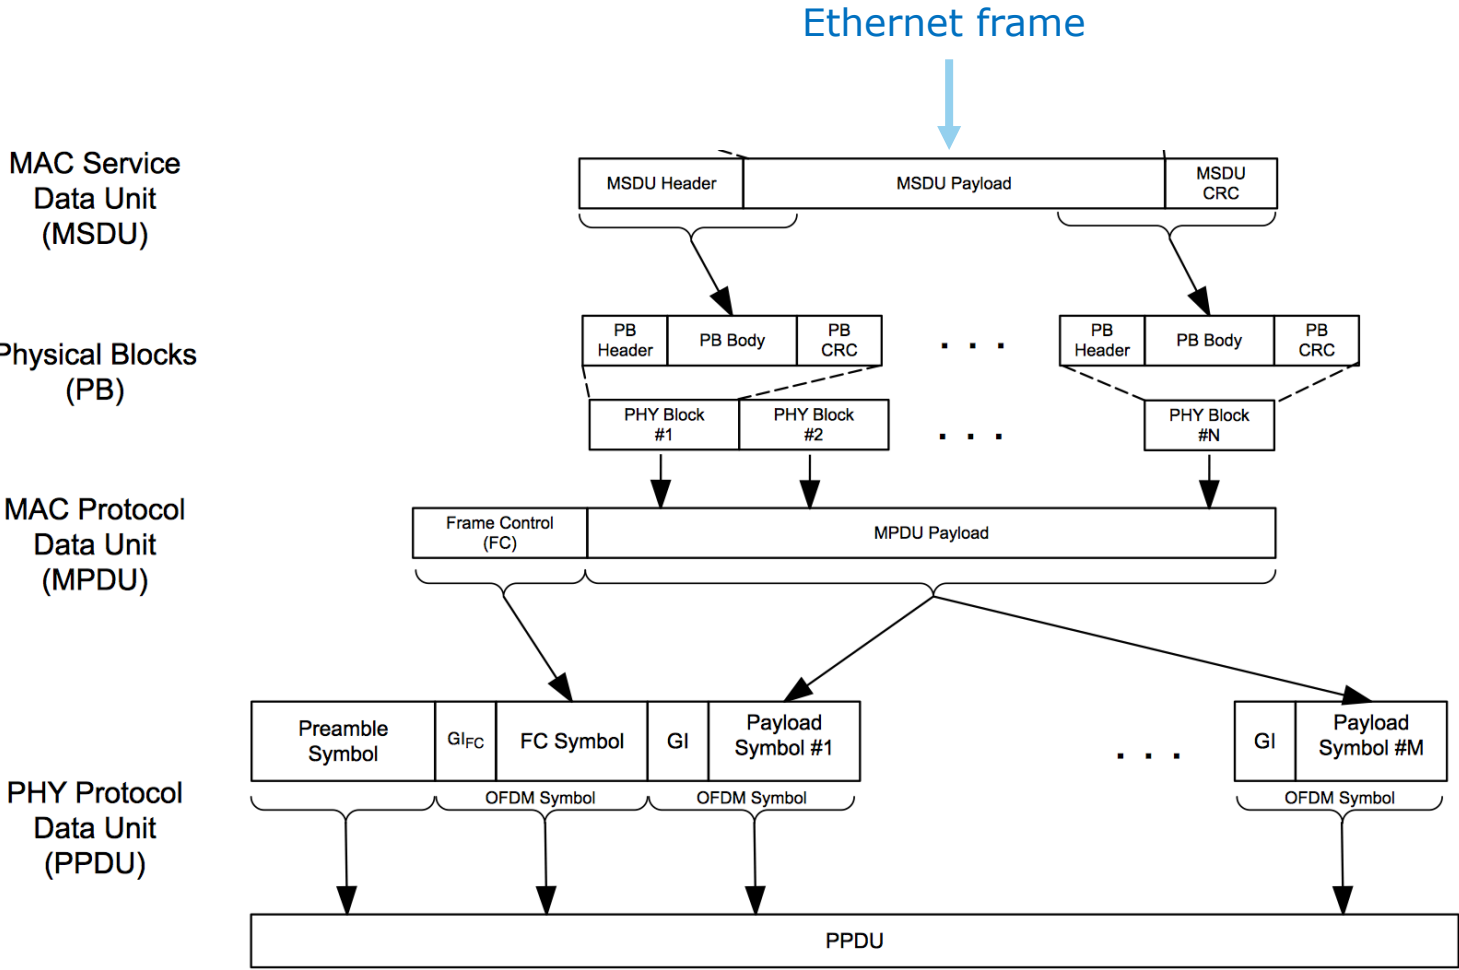 Ethernet frame
MAC Service
Data Unit
(MSDU)
MSDU Header
MSDU Payload
MSDU
CRC
Physical Blocks
(PB)
PB
Header
PB Body
PB
CRC
. . .
PB
Header
PB Body
PB
CRC
PHY Block
#1
PHY Block
#2
. . .
PHY Block
#N
MAC Protocol
Data Unit
(MPDU)
Frame Control
(FC)
MPDU Payload
PHY Protocol
Data Unit
(PPDU)
Preamble
Symbol
GIFC
FC Symbol
GI
Payload
Symbol #1
. . .
GI
Payload
Symbol #M
OFDM Symbol
OFDM Symbol
OFDM Symbol
PPDU